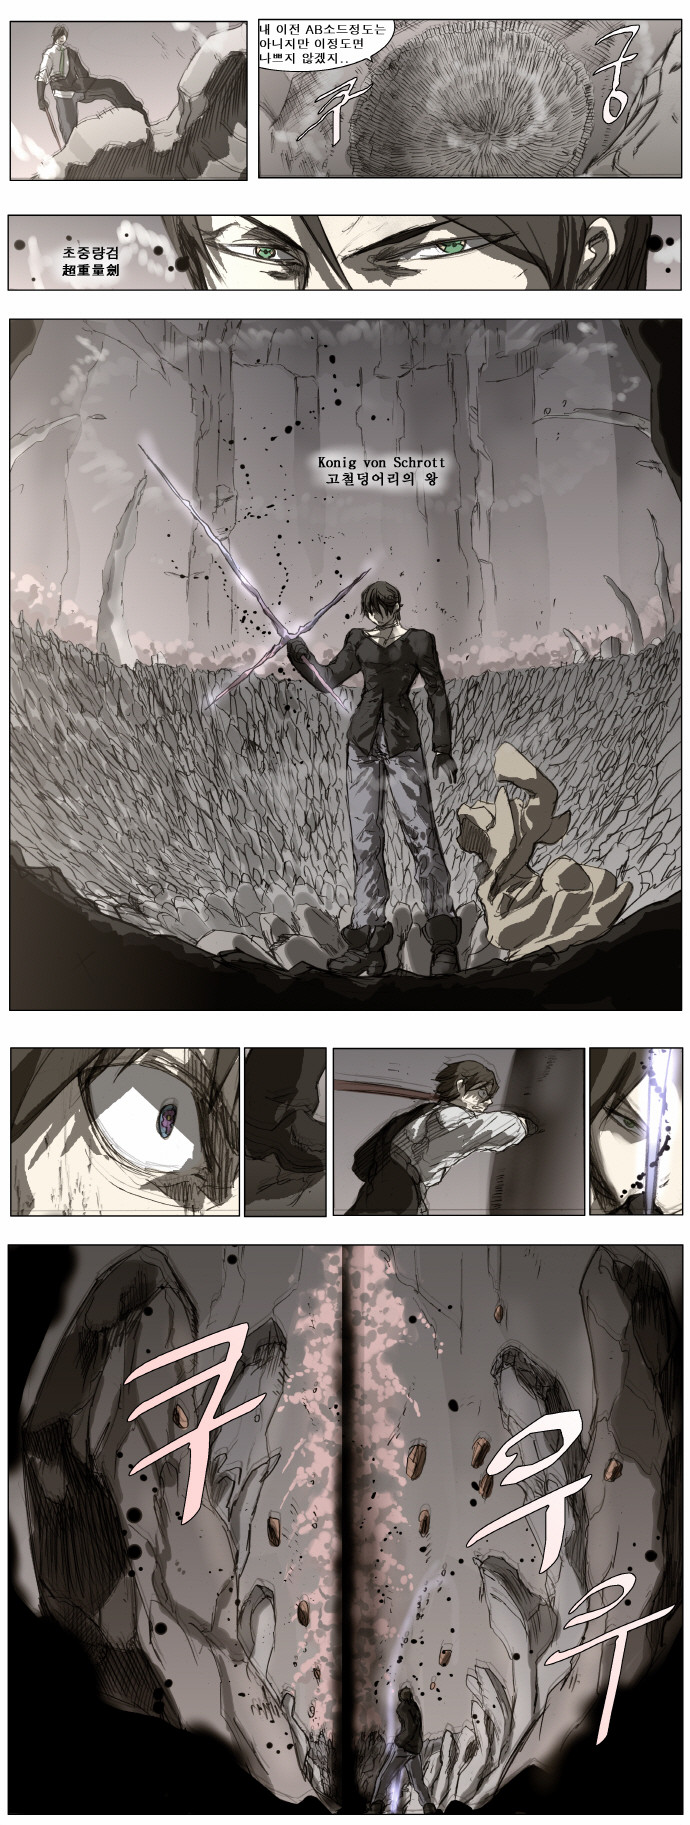 내 이전 AB소드정도는
아니지만 이정도면
나쁘지 않겠지..
쿠
궁
초중량검
超重量劍
Konig von Schrott
고철덩어리의 왕
쿠
우
우